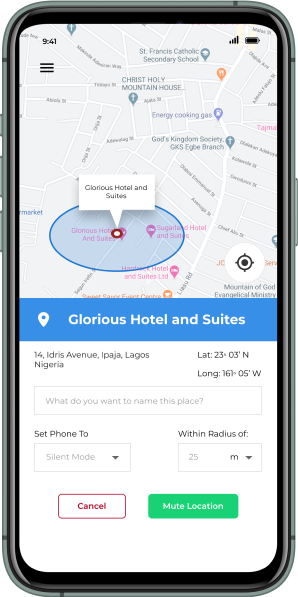 9:41
St. Francis Catholic
Secondary School
CHRIST HOLY
MOUNTAIN HOUSE...
Energy cooking gas
God's Kingdom Society,
GKS Egbe Branch
Tajma
market
Glorious Hotel and
Suites
Glorious Hotel
And Suites
Sugarland Hotel
and Suites
Hotel
and Suites Ltd
Sweet Savor Event Centre
JC
Mountain of God
Evangelical Ministry
Glorious Hotel and Suites
14, Idris Avenue, Ipaja, Lagos
Nigeria
Lat: 23◦ 03’ N
Long: 161◦ 05’ W
What do you want to name this place?
Set Phone To
Within Radius of:
Silent Mode
25
m
Cancel
Mute Location